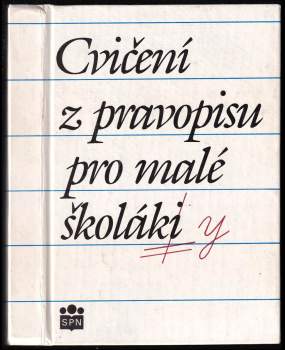 Cvičení
z pravopisu
pro malé
školáki y
SPN